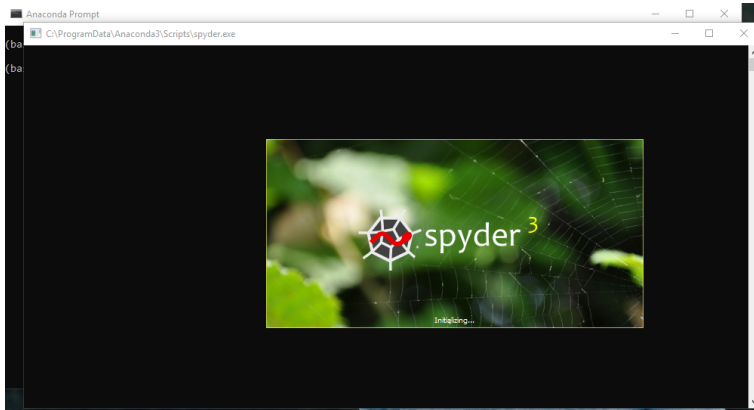 Anaconda Prompt
C:\ProgramData\Anaconda3\Scripts\spyder.exe
(ba
(ba
spyder 3
Initializing...